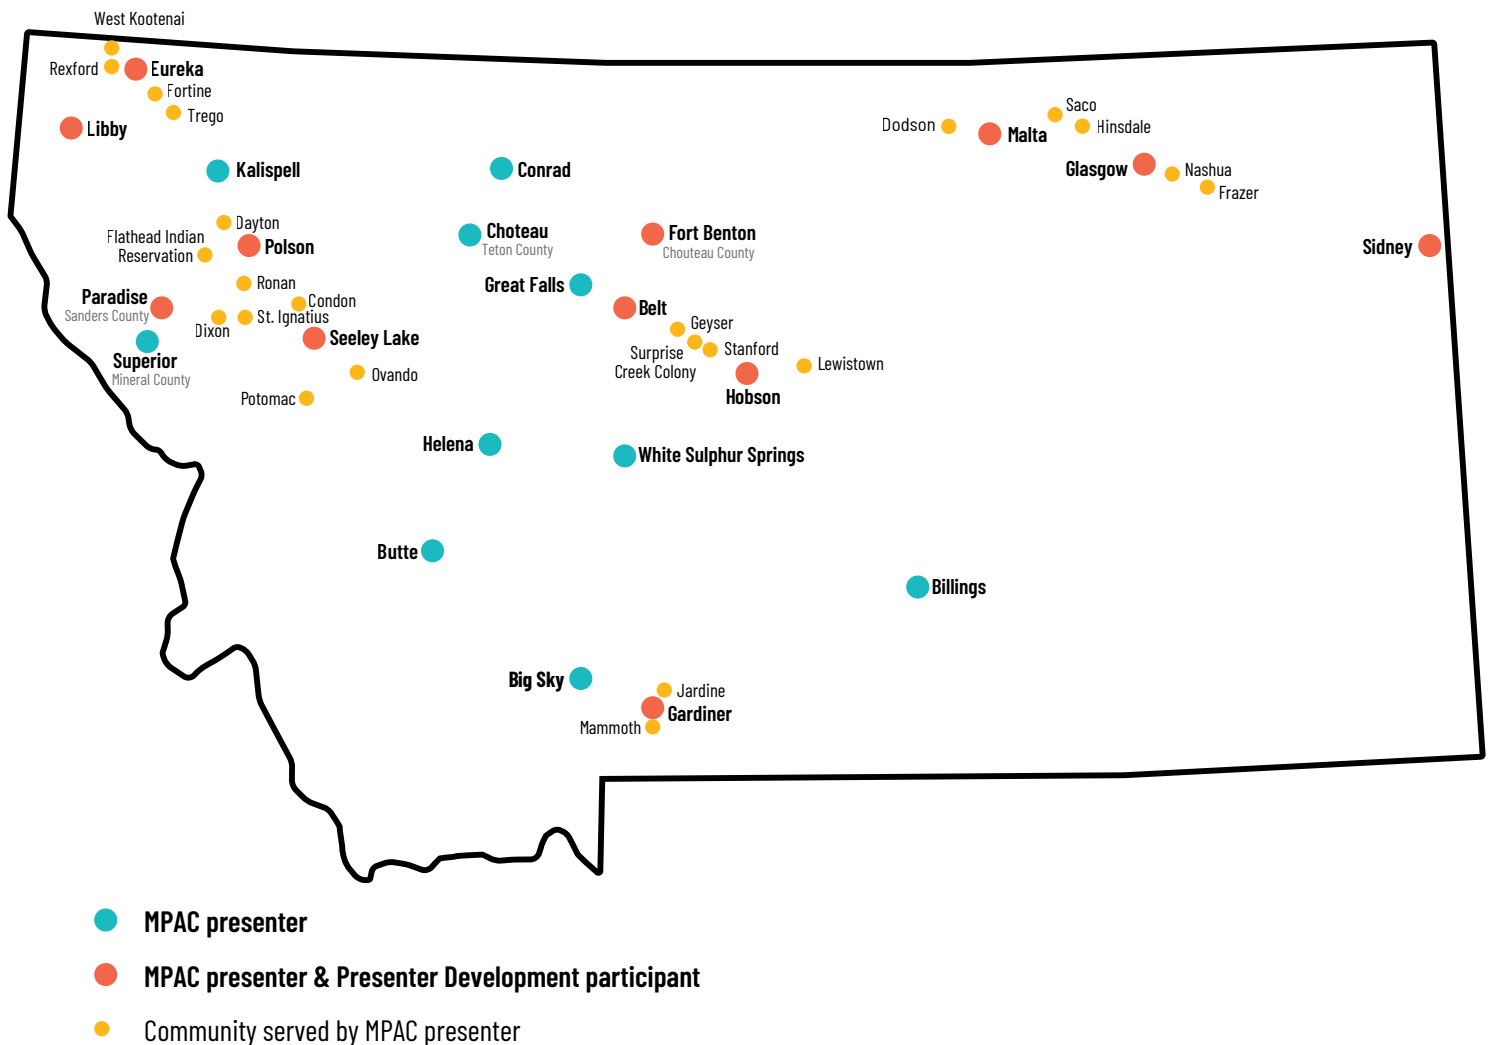 West Kootenai
Rexford
Eureka
Fortine
Trego
Libby
Kalispell
Conrad
Dodson
Malta
Saco
Hinsdale
Glasgow
Nashua
Frazer
Dayton
Flathead Indian
Reservation
Polson
Choteau
Teton County
Fort Benton
Chouteau County
Sidney
Ronan
Great Falls
Paradise
Sanders County
Condon
Dixon
St. Ignatius
Belt
Geyser
Superior
Mineral County
Seeley Lake
Surprise
Creek Colony
Stanford
Lewistown
Ovando
Potomac
Hobson
Helena
White Sulphur Springs
Butte
Billings
Big Sky
Jardine
Gardiner
Mammoth
MPAC presenter
MPAC presenter & Presenter Development participant
Community served by MPAC presenter